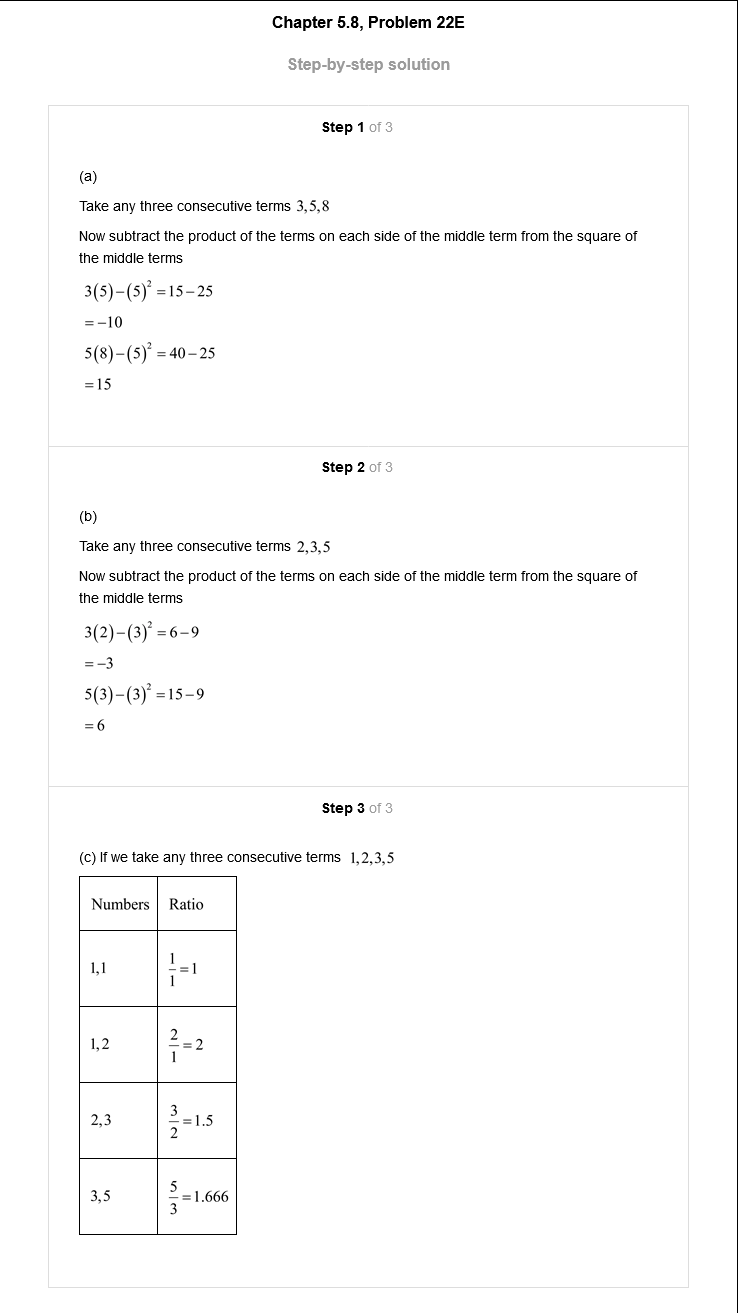 Chapter 5.8, Problem 22E
Step-by-step solution
Step 1 of 3
(a)
Take any three consecutive terms 3,5,8
Now subtract the product of the terms on each side of the middle term from the square of
the middle terms
3(5)−(5)² = 15−25
= −10
5(8)−(5)² = 40−25
= 15
Step 2 of 3
(b)
Take any three consecutive terms 2,3,5
Now subtract the product of the terms on each side of the middle term from the square of
the middle terms
3(2)−(3)² = 6−9
= −3
5(3)−(3)² = 15−9
= 6
Step 3 of 3
(c) If we take any three consecutive terms 1,2,3,5
Numbers Ratio
1,1 1/1 = 1
1,2 2/1 = 2
2,3 3/2 = 1.5
3,5 5/3 = 1.666